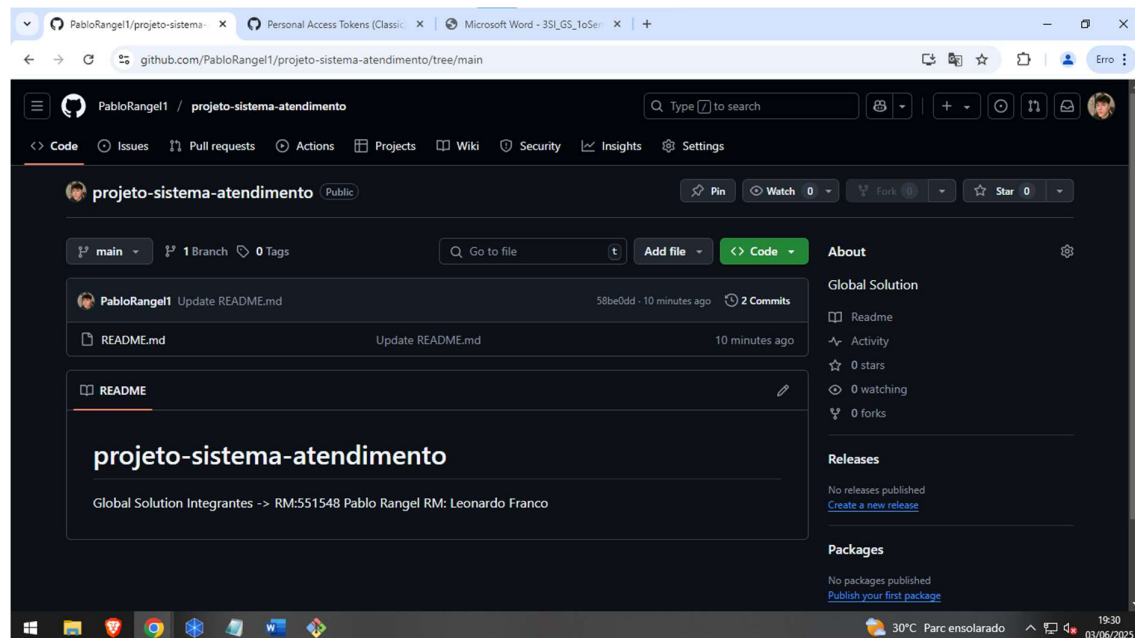 PabloRangel1/projeto-sistema-
Personal Access Tokens (Classic
Microsoft Word - 3SI_GS_1oSem
github.com/PabloRangel1/projeto-sistema-atendimento/tree/main
Erro
PabloRangel1 / projeto-sistema-atendimento
Type / to search
Code Issues Pull requests Actions Projects Wiki Security Insights Settings
projeto-sistema-atendimento Public
Pin Watch 0 Fork 0 Star 0
main 1 Branch 0 Tags
Go to file t
Add file
Code
PabloRangel1 Update README.md 58be0dd · 10 minutes ago 2 Commits
README.md Update README.md 10 minutes ago
README
projeto-sistema-atendimento
Global Solution Integrantes -> RM:551548 Pablo Rangel RM: Leonardo Franco
About
Global Solution
Readme
Activity
0 stars
0 watching
0 forks
Releases
No releases published
Create a new release
Packages
No packages published
Publish your first package
30°C Parc ensolarado
19:30